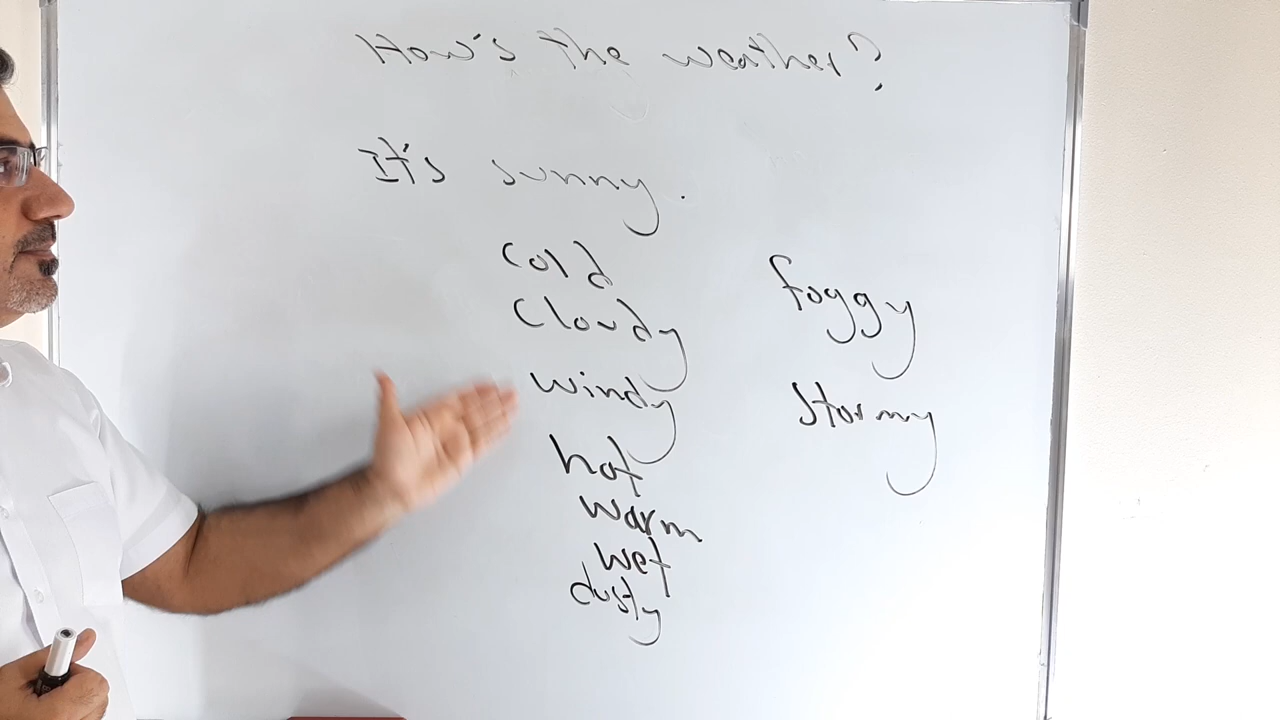 How's the weather?
It's sunny.
cold
Cloudy
windy
hot
warm
wet
dusty
foggy
stormy